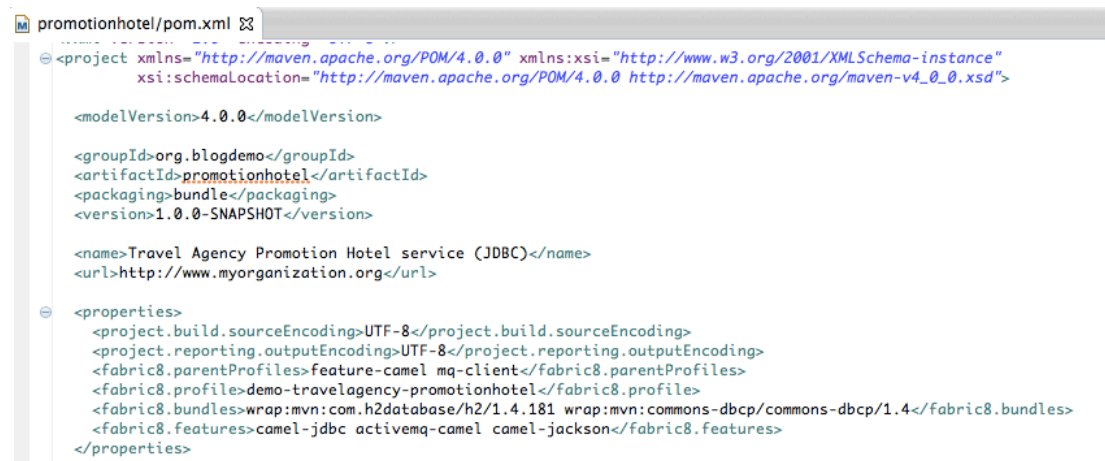 promotionhotel/pom.xml
<project xmlns="http://maven.apache.org/POM/4.0.0" xmlns:xsi="http://www.w3.org/2001/XMLSchema-instance"
xsi:schemaLocation="http://maven.apache.org/POM/4.0.0 http://maven.apache.org/maven-v4_0_0.xsd">
<modelVersion>4.0.0</modelVersion>
<groupId>org.blogdemo</groupId>
<artifactId>promotionhotel</artifactId>
<packaging>bundle</packaging>
<version>1.0.0-SNAPSHOT</version>
<name>Travel Agency Promotion Hotel service (JDBC)</name>
<url>http://www.myorganization.org</url>
<properties>
<project.build.sourceEncoding>UTF-8</project.build.sourceEncoding>
<project.reporting.outputEncoding>UTF-8</project.reporting.outputEncoding>
<fabric8.parentProfiles>feature-camel mq-client</fabric8.parentProfiles>
<fabric8.profile>demo-travelagency-promotionhotel</fabric8.profile>
<fabric8.bundles>wrap:mvn:com.h2database/h2/1.4.181 wrap:mvn:commons-dbcp/commons-dbcp/1.4</fabric8.bundles>
<fabric8.features>camel-jdbc activemq-camel camel-jackson</fabric8.features>
</properties>